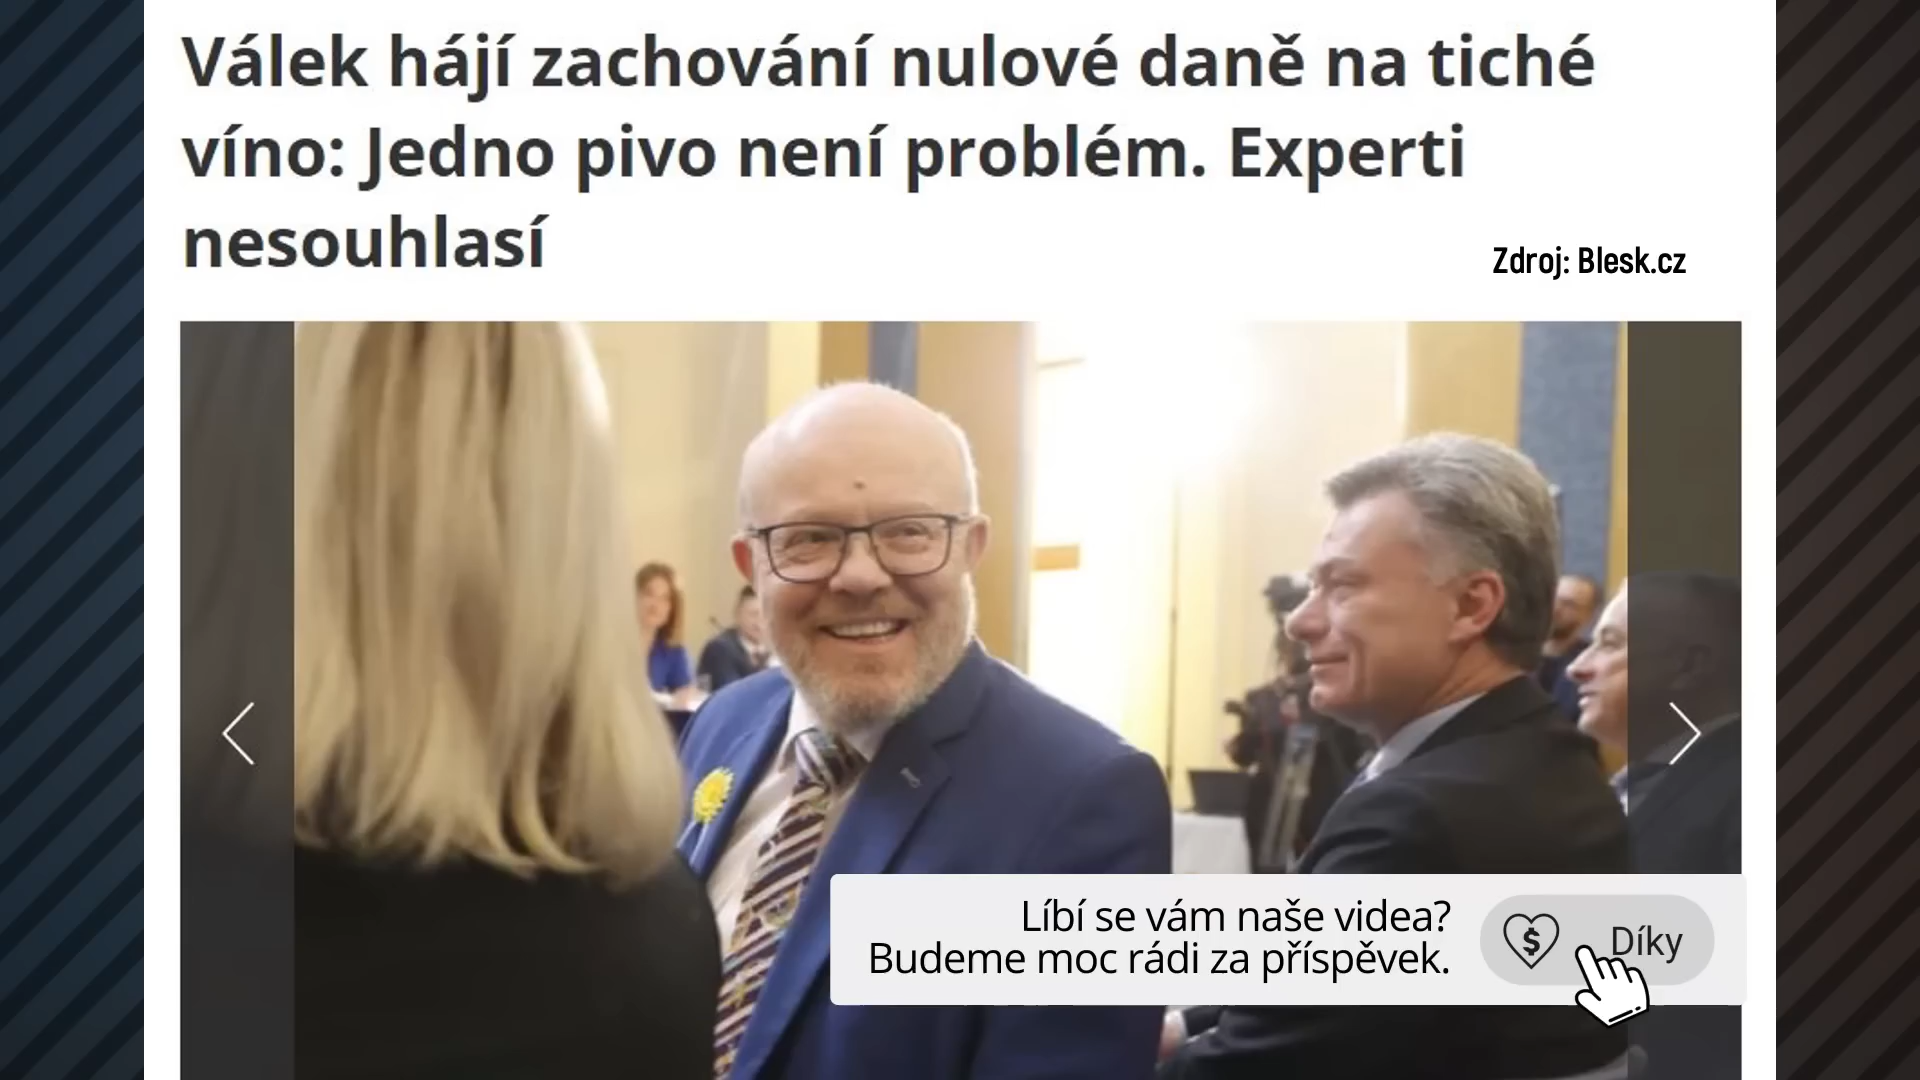 Válek hájí zachování nulové daně na tiché
víno: Jedno pivo není problém. Experti
nesouhlasí
Zdroj: Blesk.cz
Líbí se vám naše videa?
Budeme moc rádi za příspěvek.
$ Díky